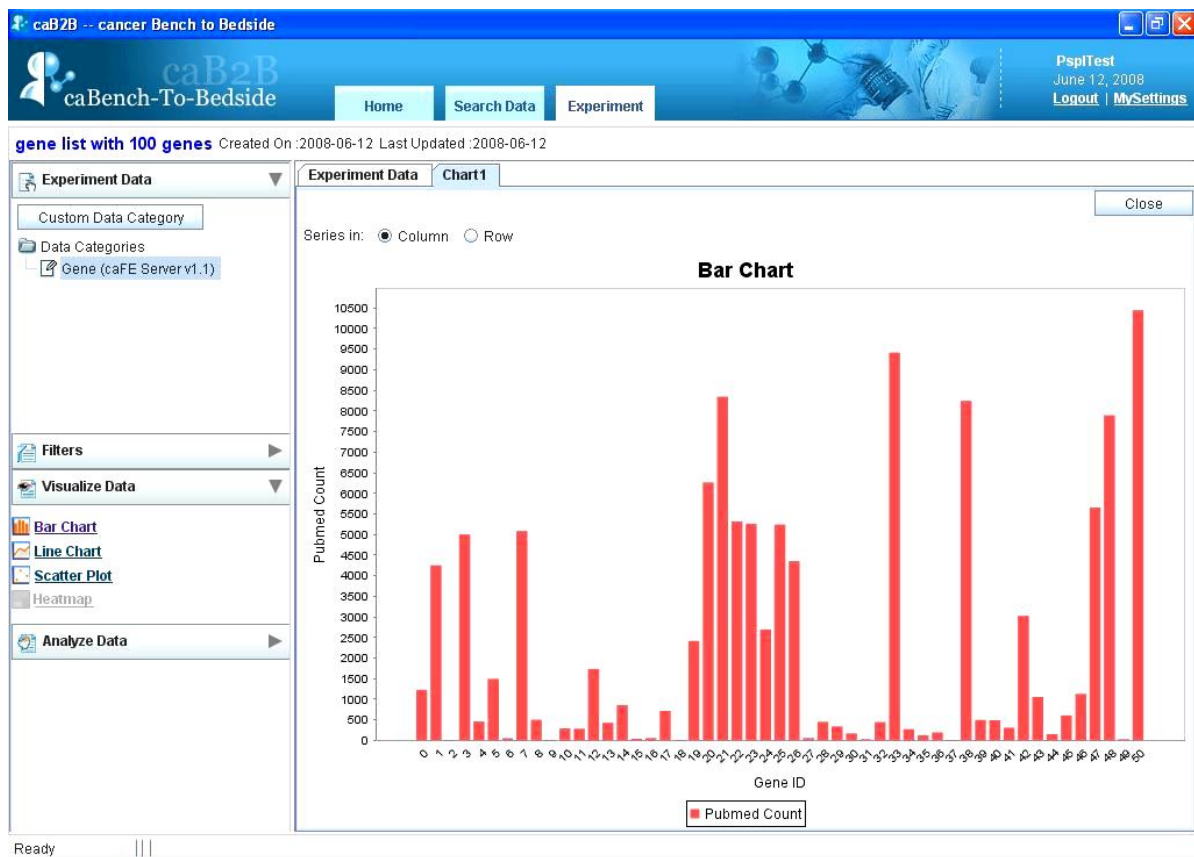 caB2B -- cancer Bench to Bedside
caB2B
caBench-To-Bedside
Home
Search Data
Experiment
PsplTest
June 12, 2008
Logout | MySettings
gene list with 100 genes Created On :2008-06-12 Last Updated :2008-06-12
Experiment Data
Custom Data Category
Data Categories
Gene (caFE Server v1.1)
Filters
Visualize Data
Bar Chart
Line Chart
Scatter Plot
Heatmap
Analyze Data
Experiment Data
Chart1
Close
Series in: Column Row
Bar Chart
10500
10000
9500
9000
8500
8000
7500
7000
6500
6000
5500
5000
4500
4000
3500
3000
2500
2000
1500
1000
500
0
Pubmed Count
0 1 2 3 4 5 6 7 8 9 10 11 12 13 14 15 16 17 18 19 20 21 22 23 24 25 26 27 28 29 30 31 32 33 34 35 36 37 38 39 40 41 42 43 44 45 46 47 48 49 50
Gene ID
Pubmed Count
Ready